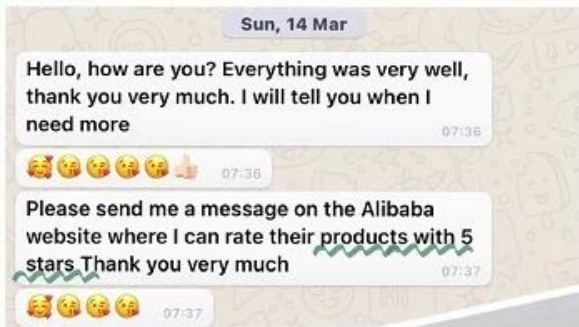 Sun, 14 Mar
Hello, how are you? Everything was very well,
thank you very much. I will tell you when I
need more
07:36
🥰😘😘😘😘👍🏻 07:36
Please send me a message on the Alibaba
website where I can rate their products with 5
stars Thank you very much
07:37
🥰😘😘😘 07:37